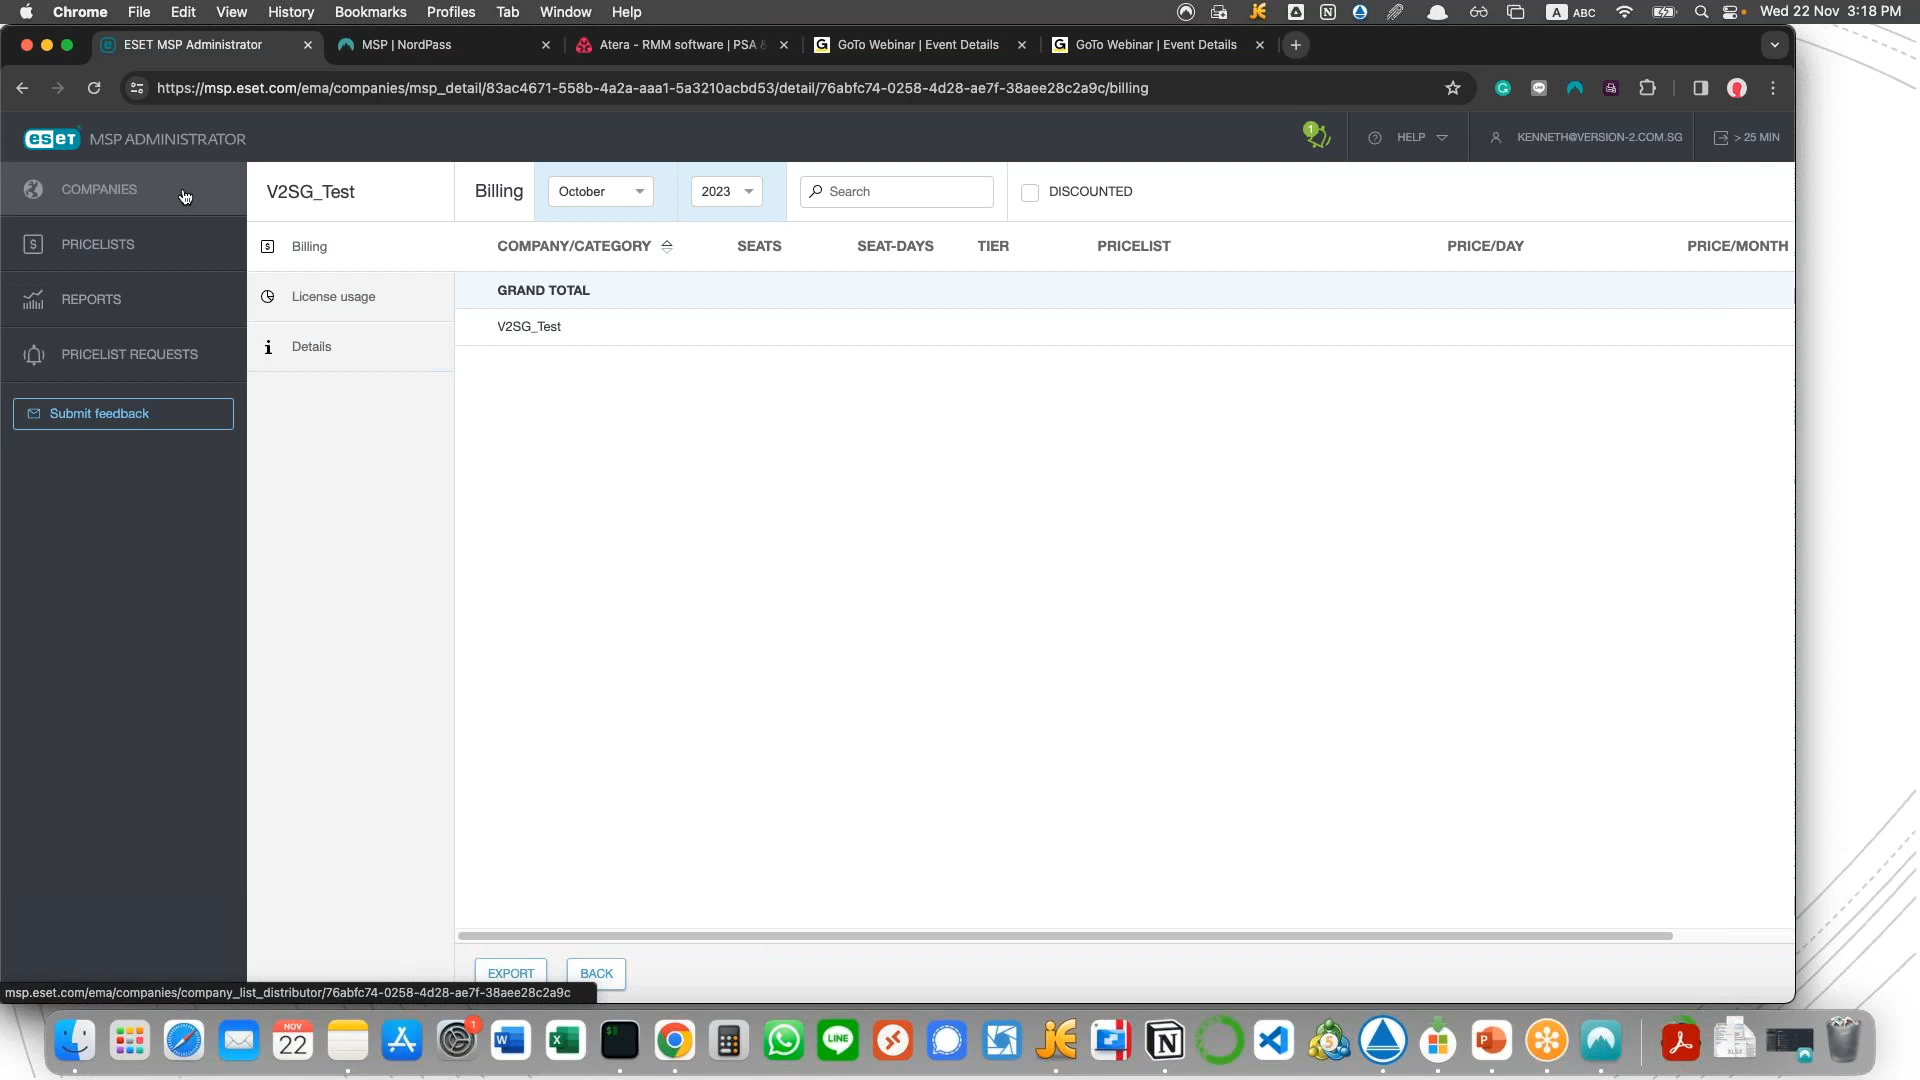 Chrome File Edit View History Bookmarks Profiles Tab Window Help
A ABC
Wed 22 Nov 3:18 PM
ESET MSP Administrator
MSP | NordPass
Atera - RMM software | PSA &
GoTo Webinar | Event Details
GoTo Webinar | Event Details
https://msp.eset.com/ema/companies/msp_detail/83ac4671-558b-4a2a-aaa1-5a3210acbd53/detail/76abfc74-0258-4d28-ae7f-38aee28c2a9c/billing
eset MSP ADMINISTRATOR
1
HELP
KENNETH@VERSION-2.COM.SG
> 25 MIN
COMPANIES
PRICELISTS
REPORTS
PRICELIST REQUESTS
Submit feedback
V2SG_Test
Billing
License usage
Details
Billing
October
2023
Search
DISCOUNTED
COMPANY/CATEGORY SEATS SEAT-DAYS TIER PRICELIST PRICE/DAY PRICE/MONTH
GRAND TOTAL
V2SG_Test
EXPORT
BACK
msp.eset.com/ema/companies/company_list_distributor/76abfc74-0258-4d28-ae7f-38aee28c2a9c
NOV
22
1
LINE
XLSX